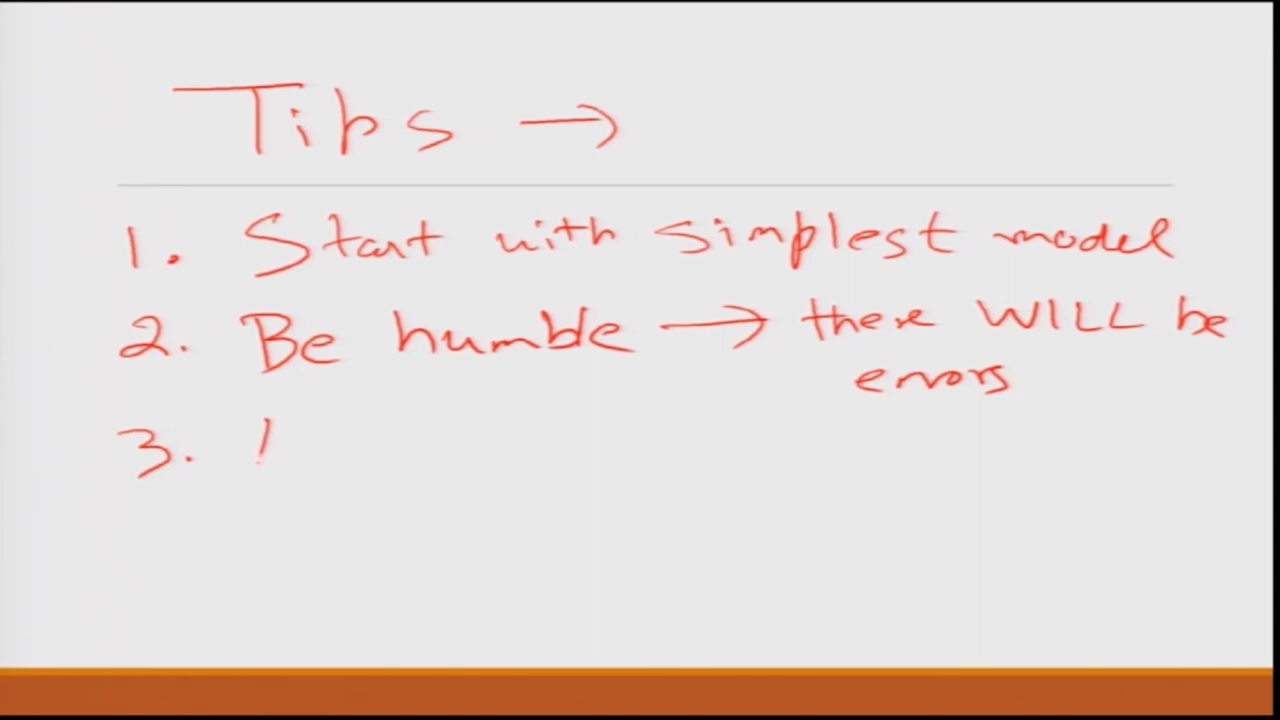 Tips →
1. Start with simplest model
2. Be humble → there WILL be
errors
3.